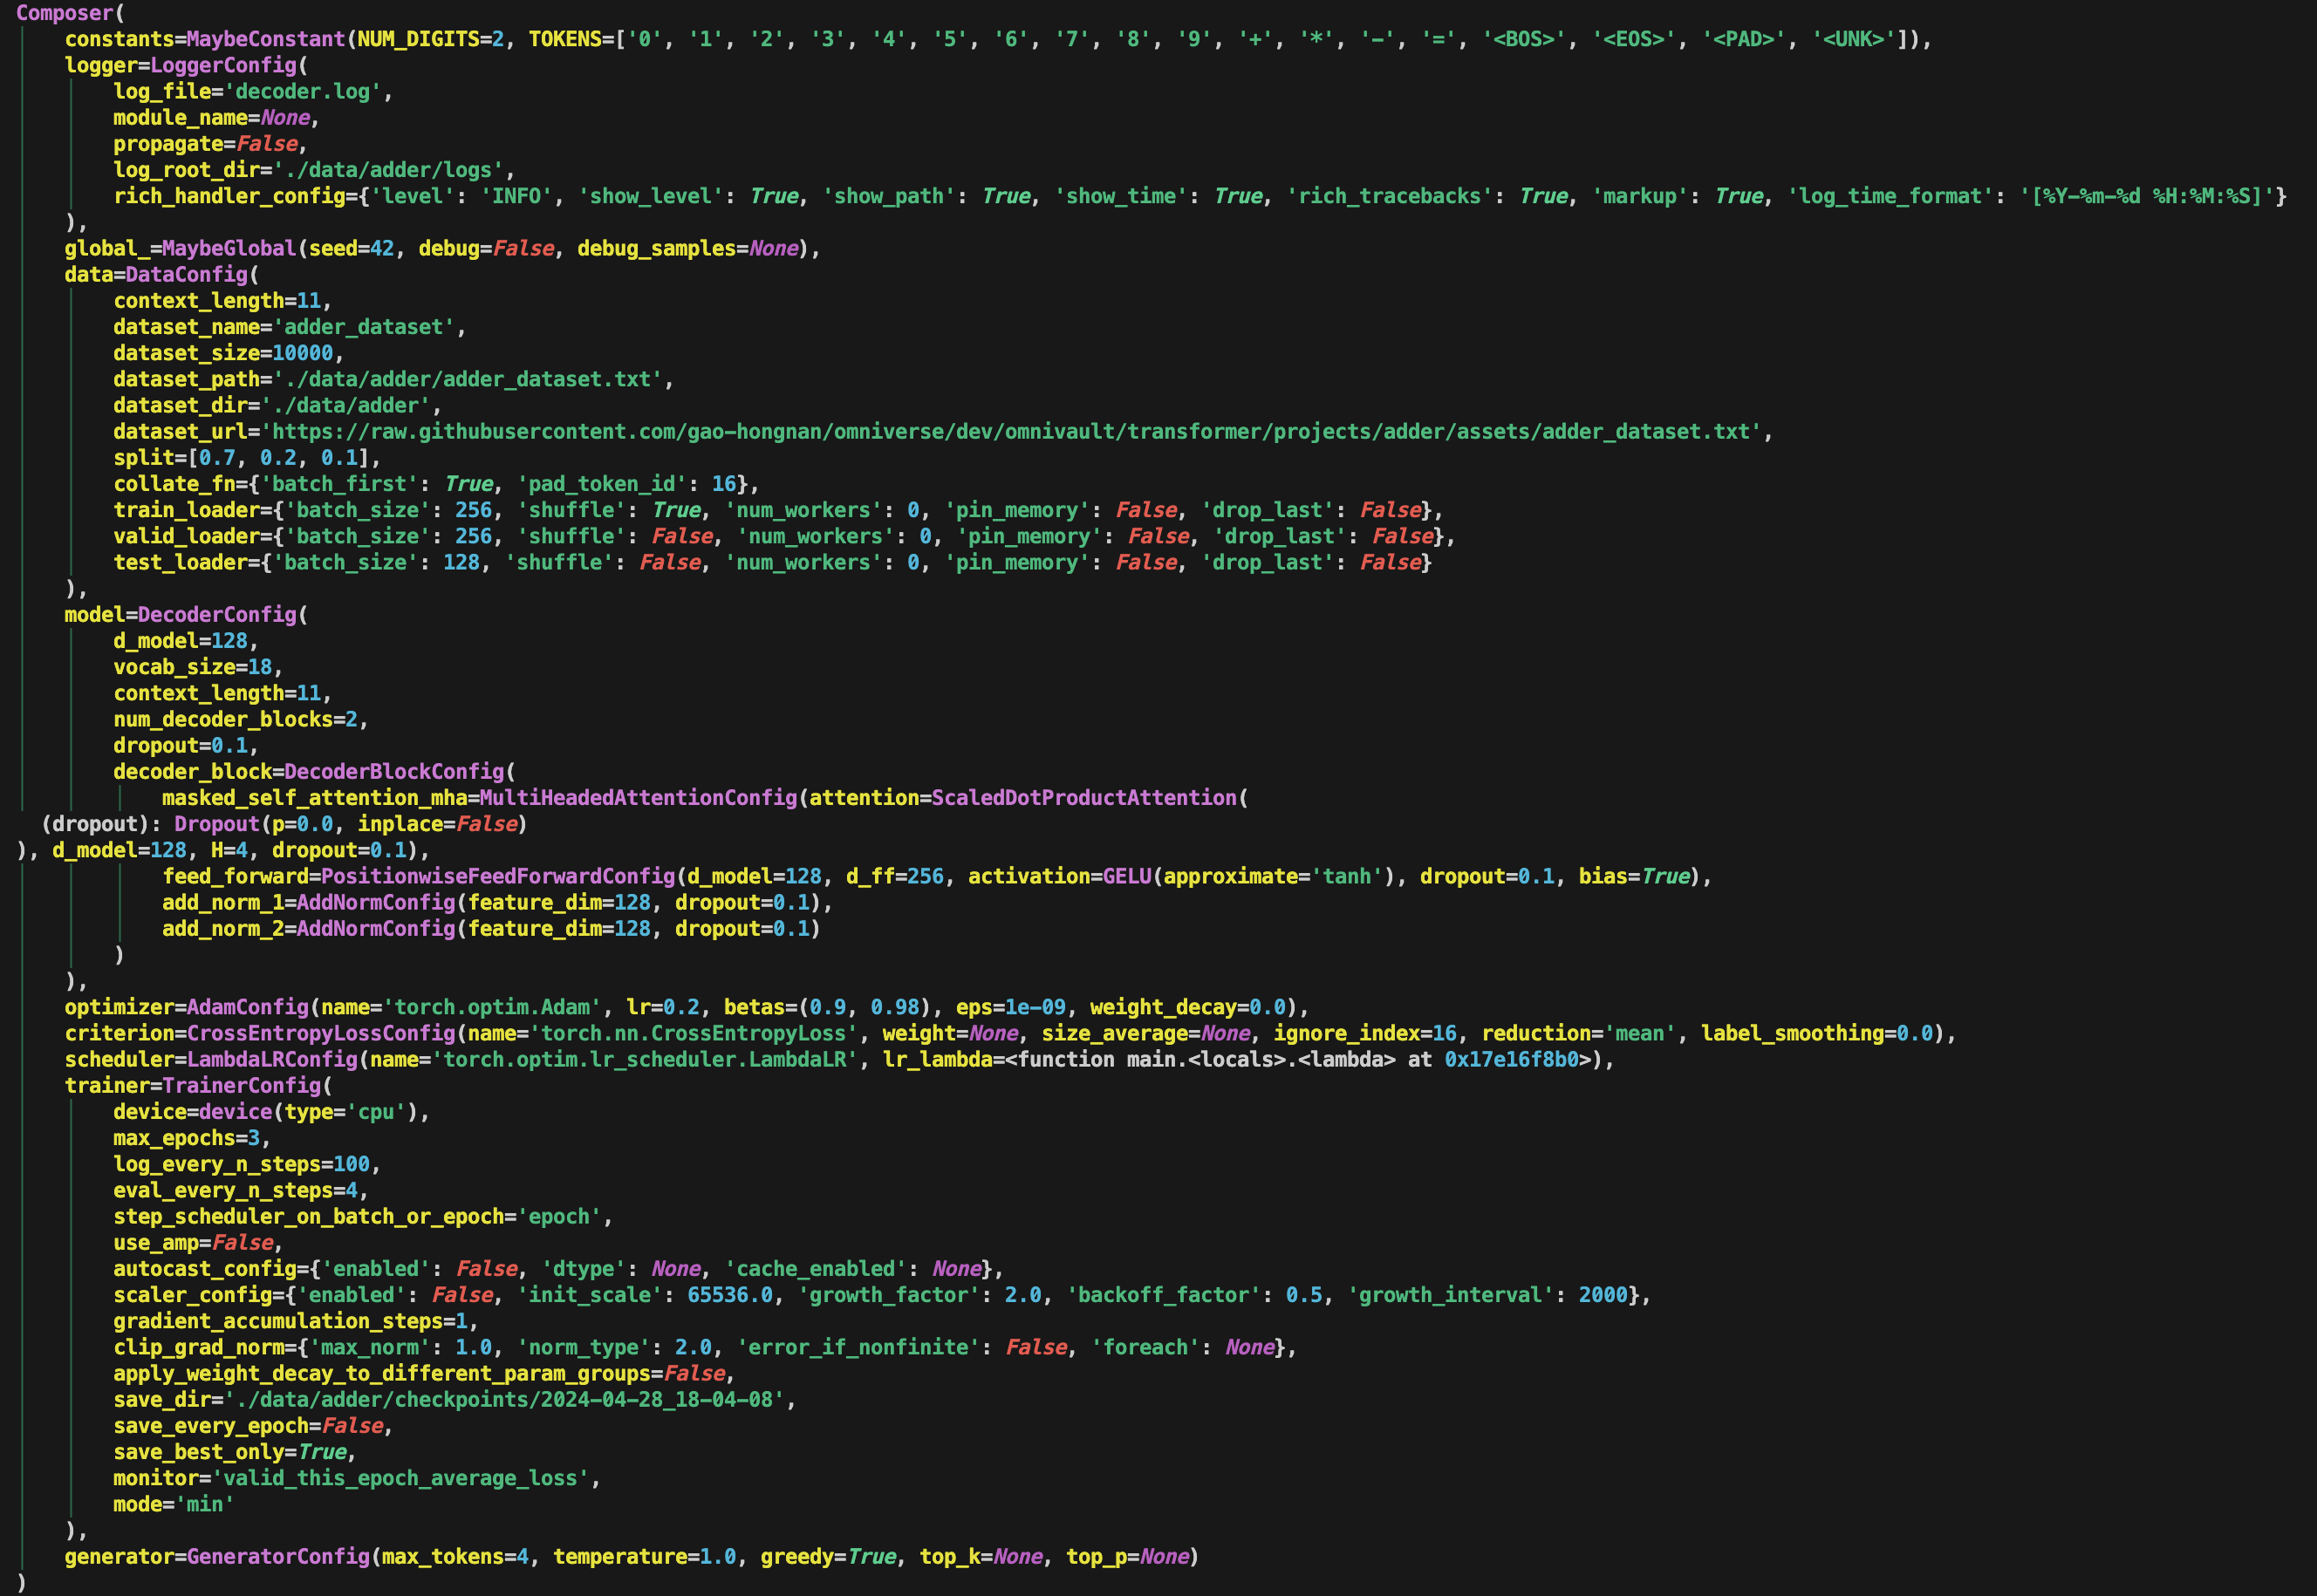 Composer(
    constants=MaybeConstant(NUM_DIGITS=2, TOKENS=['0', '1', '2', '3', '4', '5', '6', '7', '8', '9', '+', '*', '-', '=', '<BOS>', '<EOS>', '<PAD>', '<UNK>']),
    logger=LoggerConfig(
        log_file='decoder.log',
        module_name=None,
        propagate=False,
        log_root_dir='./data/adder/logs',
        rich_handler_config={'level': 'INFO', 'show_level': True, 'show_path': True, 'show_time': True, 'rich_tracebacks': True, 'markup': True, 'log_time_format': '[%Y-%m-%d %H:%M:%S]'}
    ),
    global_=MaybeGlobal(seed=42, debug=False, debug_samples=None),
    data=DataConfig(
        context_length=11,
        dataset_name='adder_dataset',
        dataset_size=10000,
        dataset_path='./data/adder/adder_dataset.txt',
        dataset_dir='./data/adder',
        dataset_url='https://raw.githubusercontent.com/gao-hongnan/omniverse/dev/omnivault/transformer/projects/adder/assets/adder_dataset.txt',
        split=[0.7, 0.2, 0.1],
        collate_fn={'batch_first': True, 'pad_token_id': 16},
        train_loader={'batch_size': 256, 'shuffle': True, 'num_workers': 0, 'pin_memory': False, 'drop_last': False},
        valid_loader={'batch_size': 256, 'shuffle': False, 'num_workers': 0, 'pin_memory': False, 'drop_last': False},
        test_loader={'batch_size': 128, 'shuffle': False, 'num_workers': 0, 'pin_memory': False, 'drop_last': False}
    ),
    model=DecoderConfig(
        d_model=128,
        vocab_size=18,
        context_length=11,
        num_decoder_blocks=2,
        dropout=0.1,
        decoder_block=DecoderBlockConfig(
            masked_self_attention_mha=MultiHeadedAttentionConfig(attention=ScaledDotProductAttention(
  (dropout): Dropout(p=0.0, inplace=False)
), d_model=128, H=4, dropout=0.1),
            feed_forward=PositionwiseFeedForwardConfig(d_model=128, d_ff=256, activation=GELU(approximate='tanh'), dropout=0.1, bias=True),
            add_norm_1=AddNormConfig(feature_dim=128, dropout=0.1),
            add_norm_2=AddNormConfig(feature_dim=128, dropout=0.1)
        )
    ),
    optimizer=AdamConfig(name='torch.optim.Adam', lr=0.2, betas=(0.9, 0.98), eps=1e-09, weight_decay=0.0),
    criterion=CrossEntropyLossConfig(name='torch.nn.CrossEntropyLoss', weight=None, size_average=None, ignore_index=16, reduction='mean', label_smoothing=0.0),
    scheduler=LambdaLRConfig(name='torch.optim.lr_scheduler.LambdaLR', lr_lambda=<function main.<locals>.<lambda> at 0x17e16f8b0>),
    trainer=TrainerConfig(
        device=device(type='cpu'),
        max_epochs=3,
        log_every_n_steps=100,
        eval_every_n_steps=4,
        step_scheduler_on_batch_or_epoch='epoch',
        use_amp=False,
        autocast_config={'enabled': False, 'dtype': None, 'cache_enabled': None},
        scaler_config={'enabled': False, 'init_scale': 65536.0, 'growth_factor': 2.0, 'backoff_factor': 0.5, 'growth_interval': 2000},
        gradient_accumulation_steps=1,
        clip_grad_norm={'max_norm': 1.0, 'norm_type': 2.0, 'error_if_nonfinite': False, 'foreach': None},
        apply_weight_decay_to_different_param_groups=False,
        save_dir='./data/adder/checkpoints/2024-04-28_18-04-08',
        save_every_epoch=False,
        save_best_only=True,
        monitor='valid_this_epoch_average_loss',
        mode='min'
    ),
    generator=GeneratorConfig(max_tokens=4, temperature=1.0, greedy=True, top_k=None, top_p=None)
)